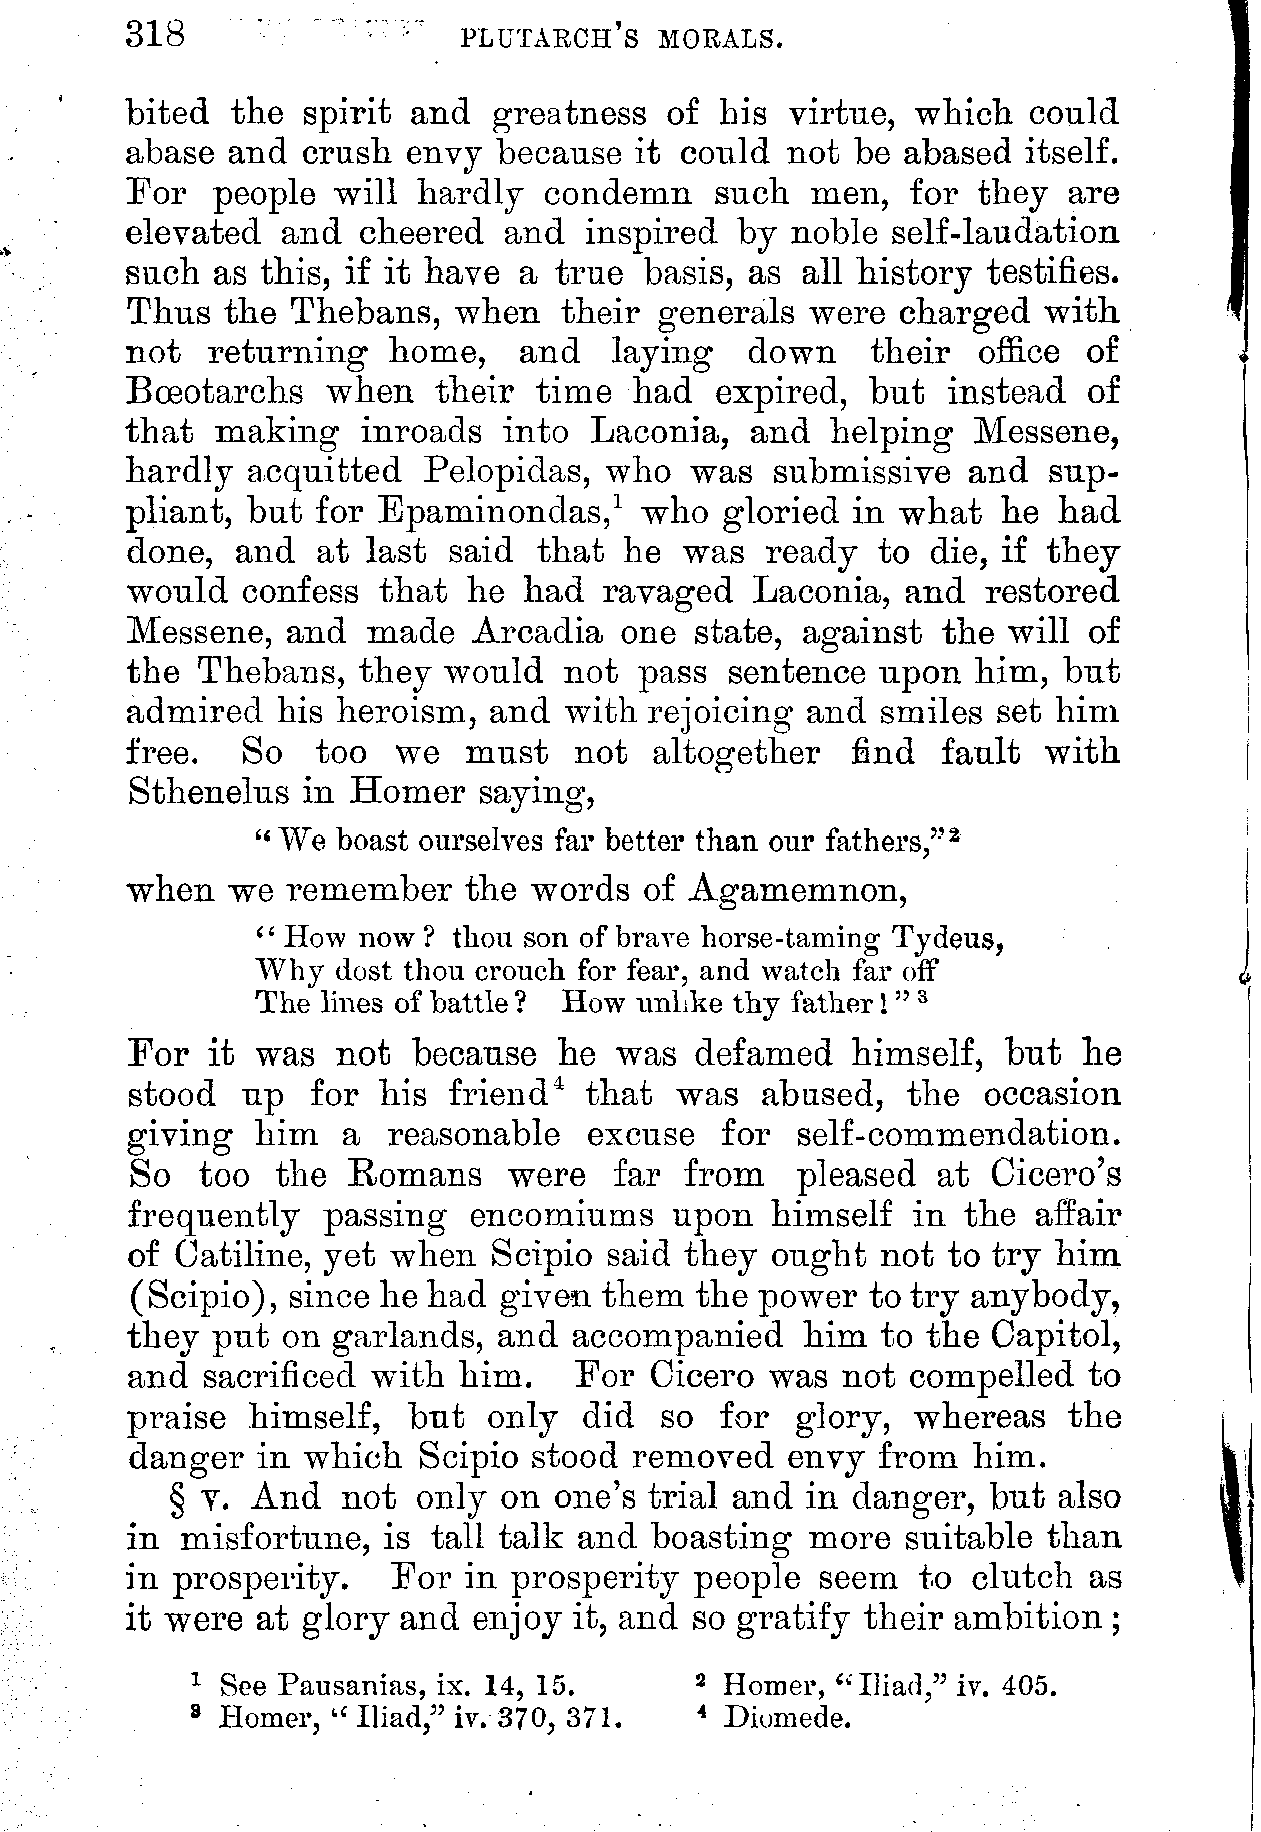 318 PLUTARCH'S MORALS.
bited the spirit and greatness of his virtue, which could
abase and crush envy because it could not be abased itself.
For people will hardly condemn such men, for they are
elevated and cheered and inspired by noble self-laudation
such as this, if it have a true basis, as all history testifies.
Thus the Thebans, when their generals were charged with
not returning home, and laying down their office of
Bœotarchs when their time had expired, but instead of
that making inroads into Laconia, and helping Messene,
hardly acquitted Pelopidas, who was submissive and sup-
pliant, but for Epaminondas,¹ who gloried in what he had
done, and at last said that he was ready to die, if they
would confess that he had ravaged Laconia, and restored
Messene, and made Arcadia one state, against the will of
the Thebans, they would not pass sentence upon him, but
admired his heroism, and with rejoicing and smiles set him
free. So too we must not altogether find fault with
Sthenelus in Homer saying,
"We boast ourselves far better than our fathers,"²
when we remember the words of Agamemnon,
"How now? thou son of brave horse-taming Tydeus,
Why dost thou crouch for fear, and watch far off
The lines of battle? How unlike thy father!"³
For it was not because he was defamed himself, but he
stood up for his friend⁴ that was abused, the occasion
giving him a reasonable excuse for self-commendation.
So too the Romans were far from pleased at Cicero's
frequently passing encomiums upon himself in the affair
of Catiline, yet when Scipio said they ought not to try him
(Scipio), since he had given them the power to try anybody,
they put on garlands, and accompanied him to the Capitol,
and sacrificed with him. For Cicero was not compelled to
praise himself, but only did so for glory, whereas the
danger in which Scipio stood removed envy from him.
§ v. And not only on one's trial and in danger, but also
in misfortune, is tall talk and boasting more suitable than
in prosperity. For in prosperity people seem to clutch as
it were at glory and enjoy it, and so gratify their ambition;
¹ See Pausanias, ix. 14, 15. ² Homer, "Iliad," iv. 405.
³ Homer, "Iliad," iv. 370, 371. ⁴ Diomede.